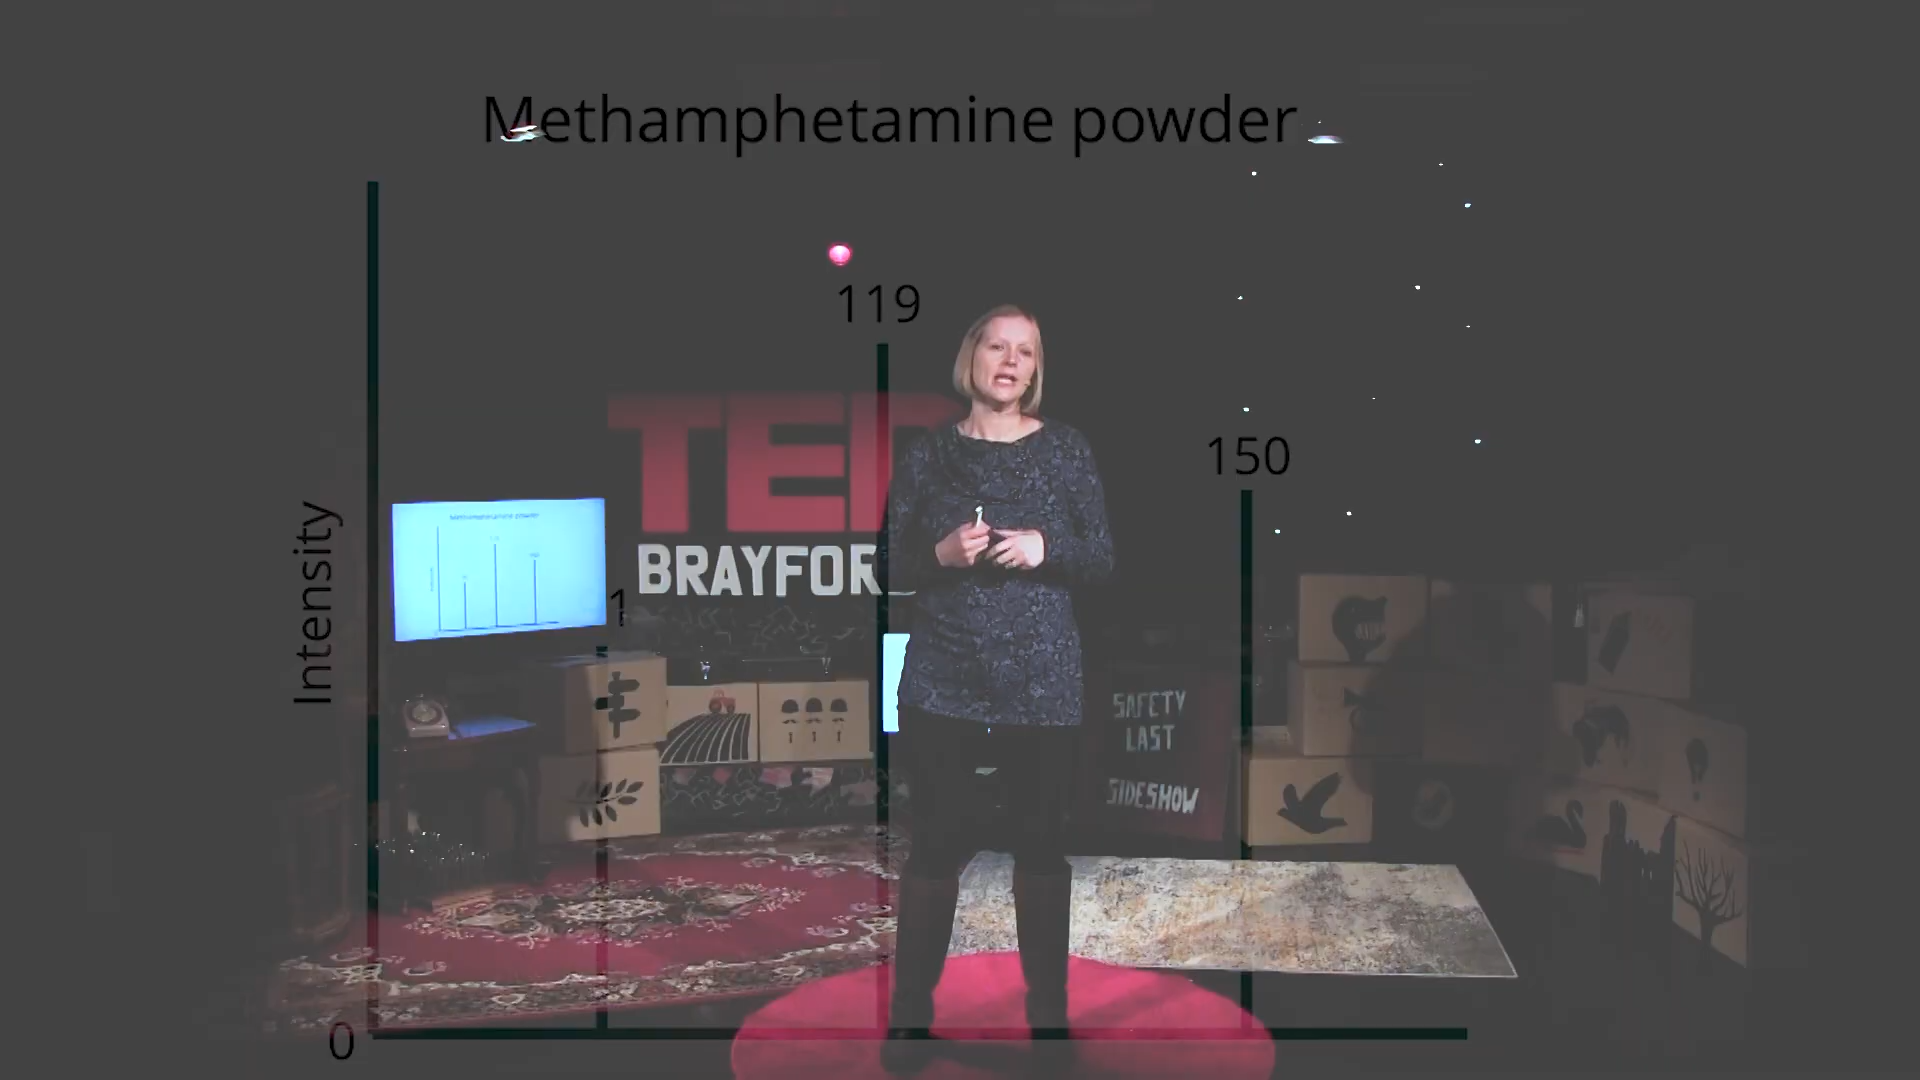 Methamphetamine powder
119
150
Intensity
TED
BRAYFOR
SAFETY
LAST
SIDESHOW
0